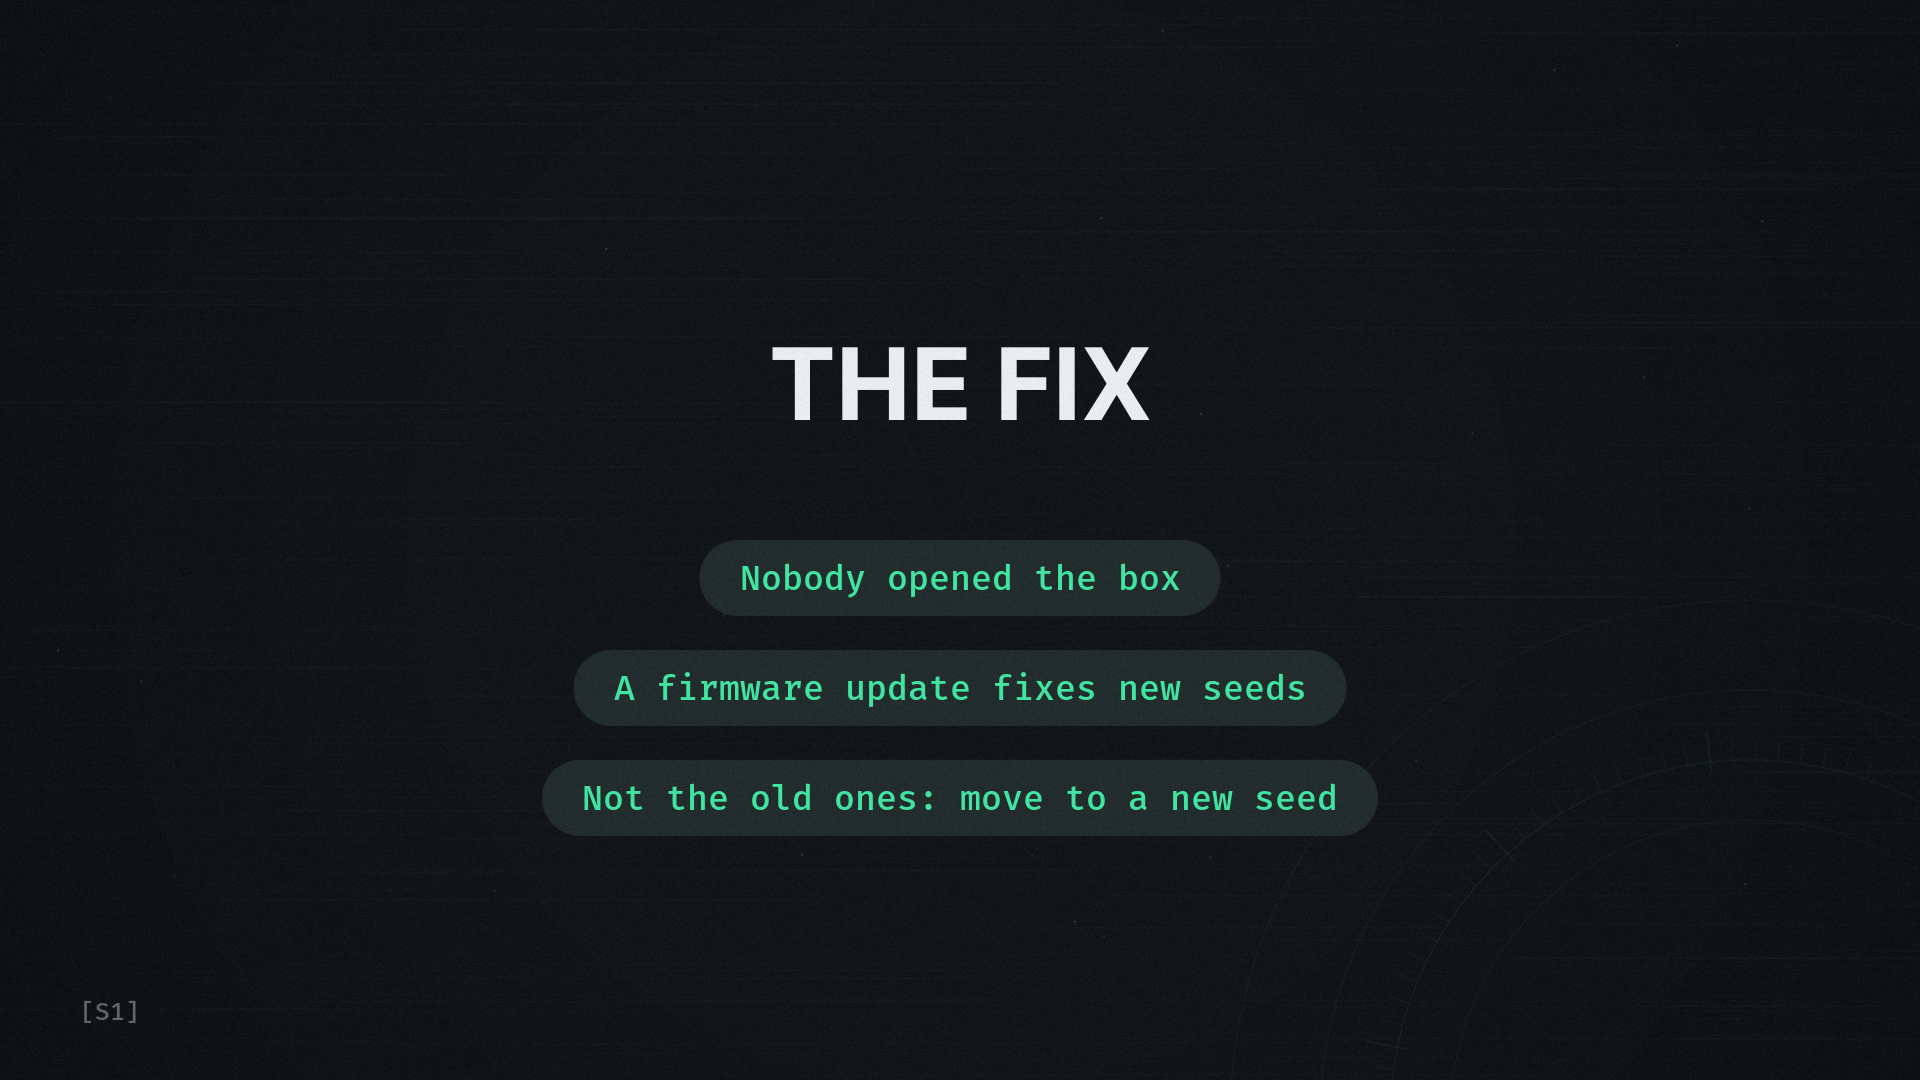 THE FIX
Nobody opened the box
A firmware update fixes new seeds
Not the old ones: move to a new seed
[S1]